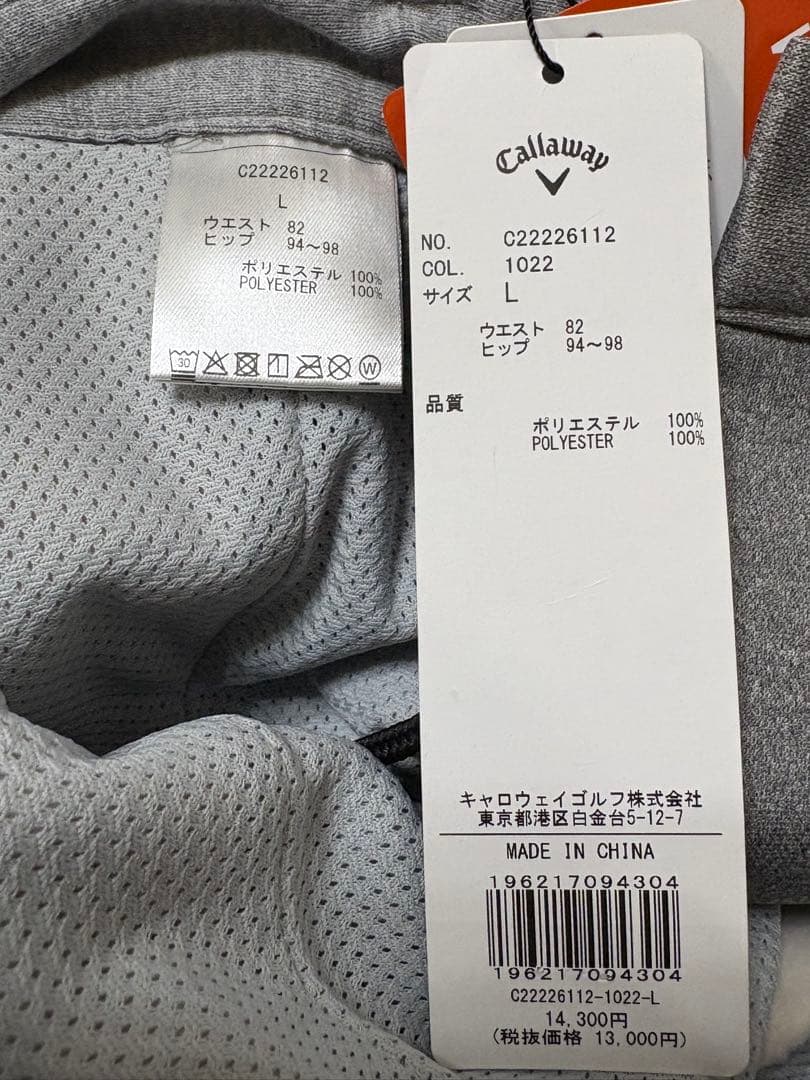 C22226112
L
ウエスト 82
ヒップ 94～98
ポリエステル 100%
POLYESTER 100%
30
W
Callaway
NO. C22226112
COL. 1022
サイズ L
ウエスト 82
ヒップ 94～98
品質
ポリエステル 100%
POLYESTER 100%
キャロウェイゴルフ株式会社
東京都港区白金台5-12-7
MADE IN CHINA
196217094304
196217094304
C22226112-1022-L
14,300円
(税抜価格 13,000円)